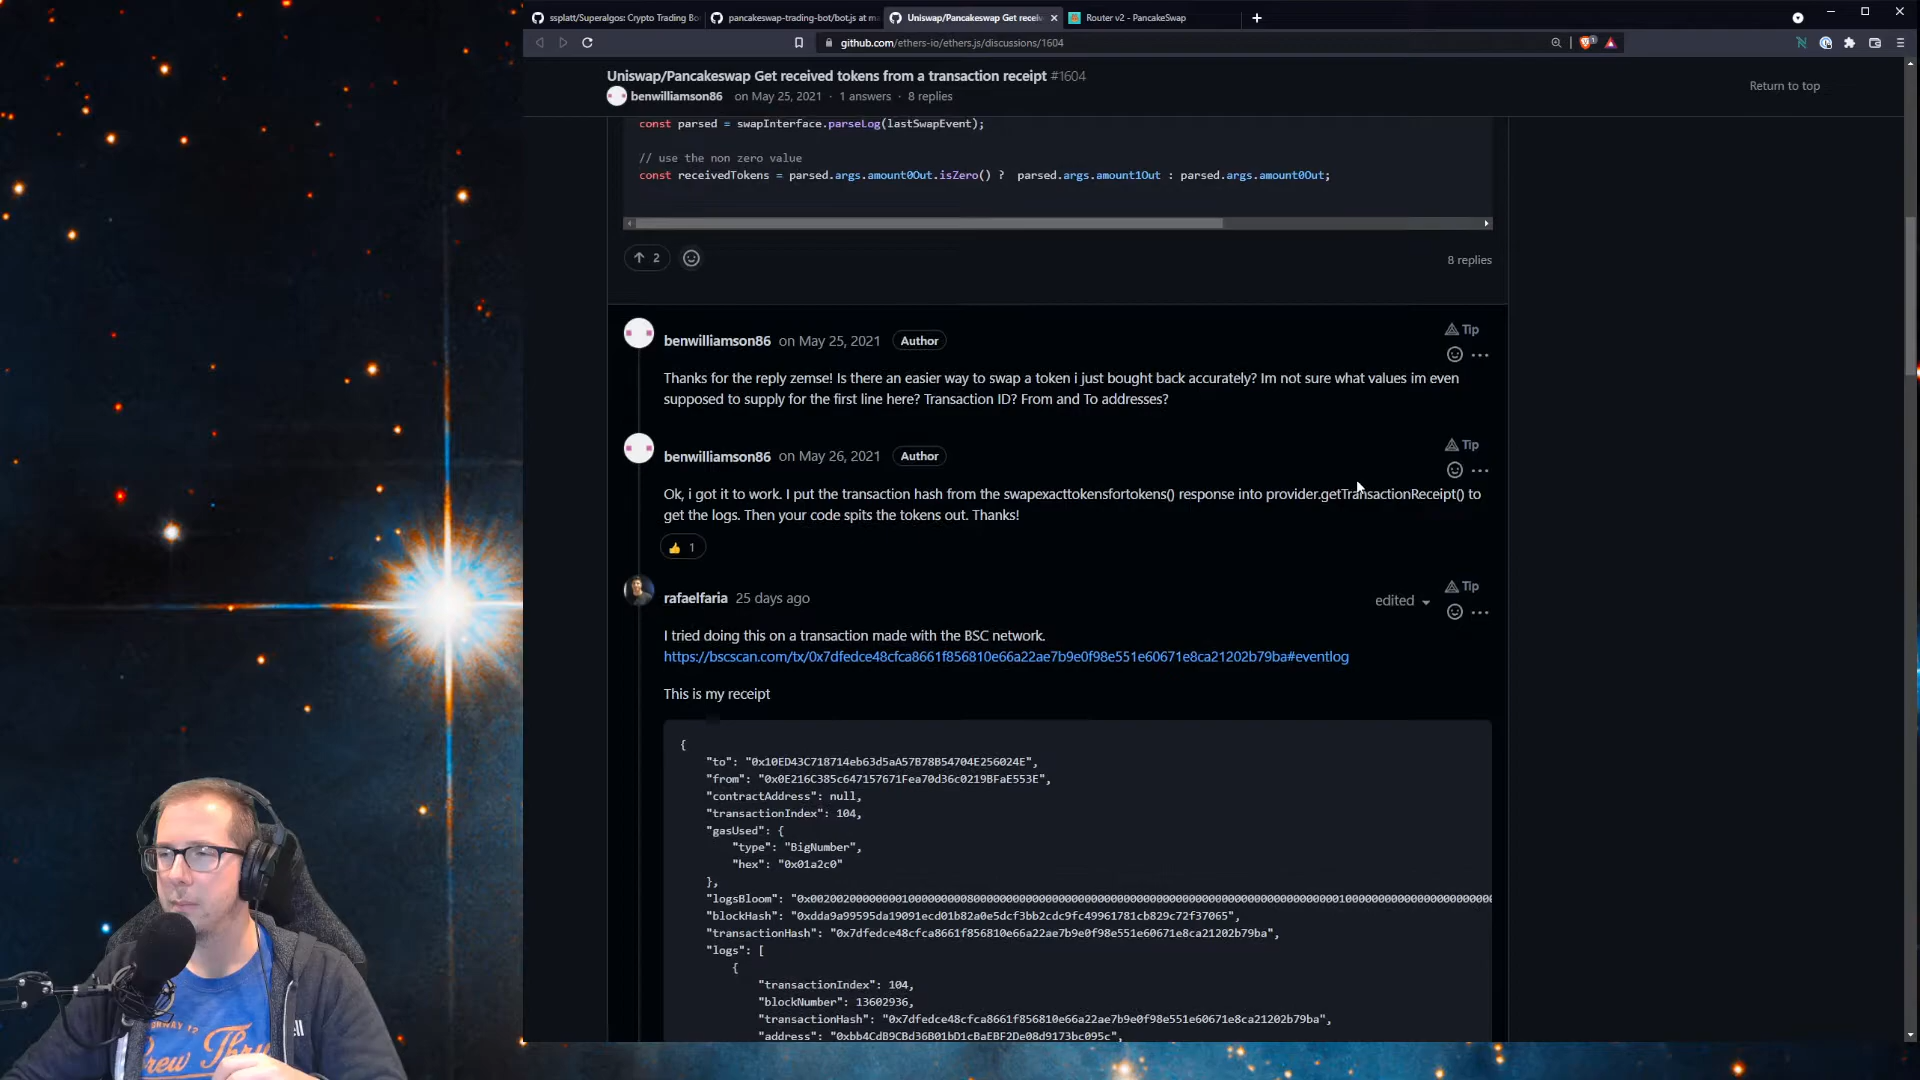 ssplatt/Superalgos: Crypto Trading Bo
pancakeswap-trading-bot/bot.js at ma
Uniswap/Pancakeswap Get receiv
Router v2 - PancakeSwap
github.com/ethers-io/ethers.js/discussions/1604
Uniswap/Pancakeswap Get received tokens from a transaction receipt #1604
benwilliamson86 on May 25, 2021 · 1 answers · 8 replies
Return to top
const parsed = swapInterface.parseLog(lastSwapEvent);
// use the non zero value
const receivedTokens = parsed.args.amount0Out.isZero() ? parsed.args.amount1Out : parsed.args.amount0Out;
2
8 replies
benwilliamson86 on May 25, 2021 Author
Tip
Thanks for the reply zemse! Is there an easier way to swap a token i just bought back accurately? Im not sure what values im even
supposed to supply for the first line here? Transaction ID? From and To addresses?
benwilliamson86 on May 26, 2021 Author
Tip
Ok, i got it to work. I put the transaction hash from the swapexacttokensfortokens() response into provider.getTransactionReceipt() to
get the logs. Then your code spits the tokens out. Thanks!
1
rafaelfaria 25 days ago
edited
Tip
I tried doing this on a transaction made with the BSC network.
https://bscscan.com/tx/0x7dfedce48cfca8661f856810e66a22ae7b9e0f98e551e60671e8ca21202b79ba#eventlog
This is my receipt
{
"to": "0x10ED43C718714eb63d5aA57B78B54704E256024E",
"from": "0x0E216C385c647157671Fea70d36c0219BFaE553E",
"contractAddress": null,
"transactionIndex": 104,
"gasUsed": {
"type": "BigNumber",
"hex": "0x01a2c0"
},
"blockHash": "0xdda9a99595da19091ecd01b82a0e5dcf3bb2cdc9fc49961781cb829c72f37065",
"transactionHash": "0x7dfedce48cfca8661f856810e66a22ae7b9e0f98e551e60671e8ca21202b79ba",
"logs": [
{
"transactionIndex": 104,
"blockNumber": 13602936,
"transactionHash": "0x7dfedce48cfca8661f856810e66a22ae7b9e0f98e551e60671e8ca21202b79ba",
"address": "0xbb4CdB9CBd36B01bD1cBaEBF2De08d9173bc095c",